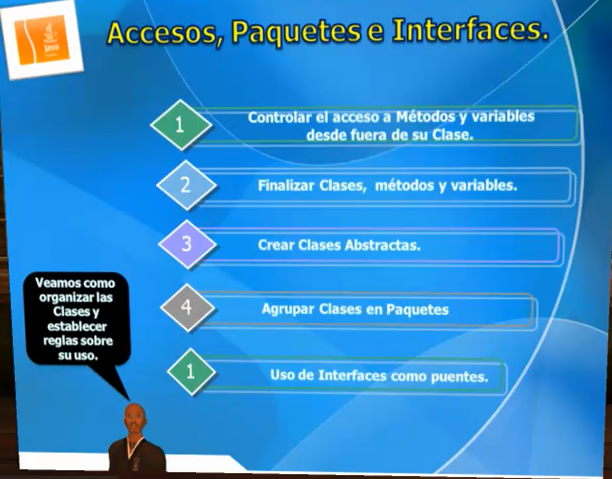 Accesos, Paquetes e Interfaces.
1
Controlar el acceso a Métodos y variables
desde fuera de su Clase.
2
Finalizar Clases, métodos y variables.
3
Crear Clases Abstractas.
4
Agrupar Clases en Paquetes
1
Uso de Interfaces como puentes.
Veamos como
organizar las
Clases y
establecer
reglas sobre
su uso.